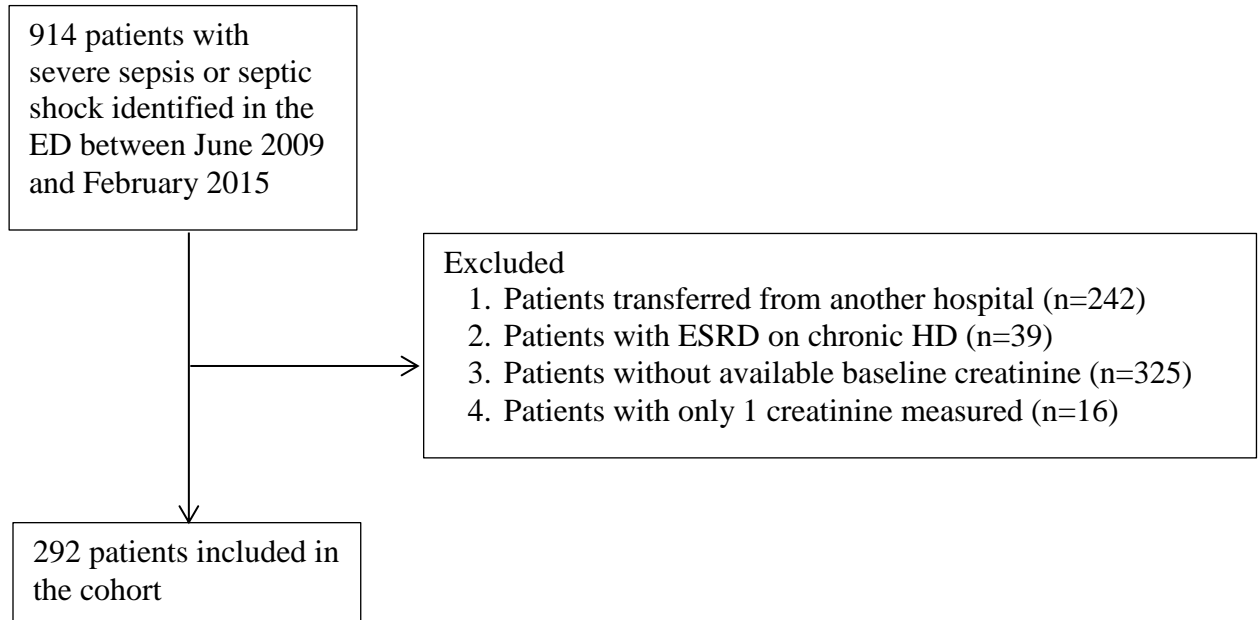 914 patients with
severe sepsis or septic
shock identified in the
ED between June 2009
and February 2015
Excluded
1. Patients transferred from another hospital (n=242)
2. Patients with ESRD on chronic HD (n=39)
3. Patients without available baseline creatinine (n=325)
4. Patients with only 1 creatinine measured (n=16)
292 patients included in
the cohort